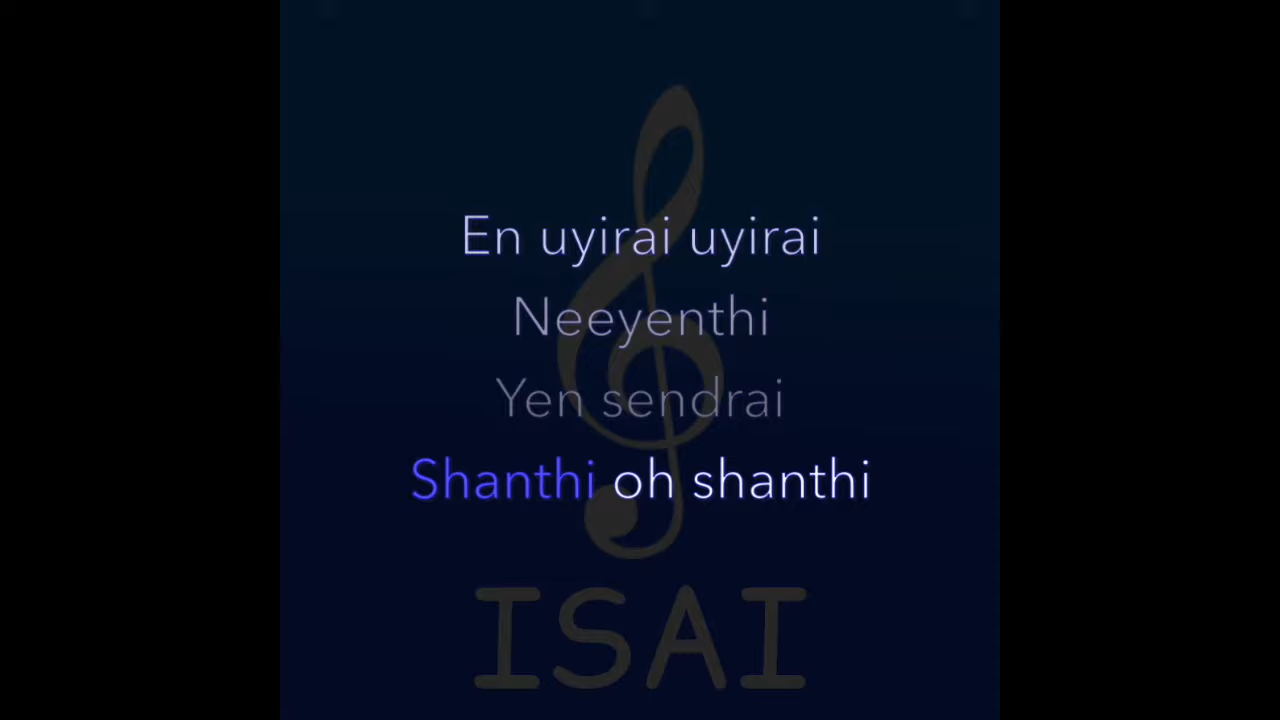 En uyirai uyirai
Neeyenthi
Yen sendrai
Shanthi oh shanthi
ISAI